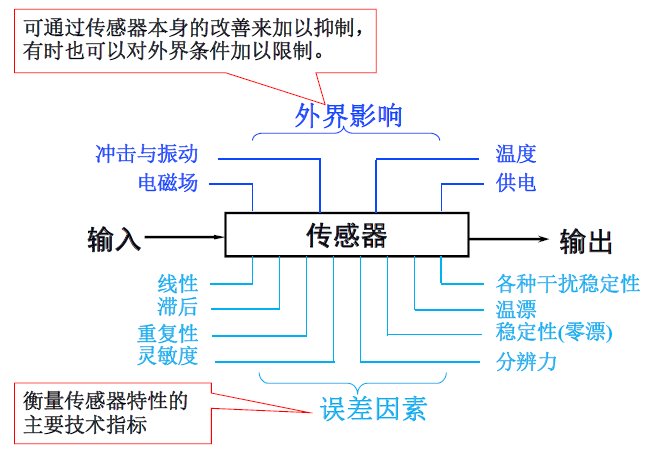 可通过传感器本身的改善来加以抑制，
有时也可以对外界条件加以限制。
外界影响
冲击与振动
温度
电磁场
供电
输入
传感器
输出
线性
各种干扰稳定性
滞后
温漂
重复性
稳定性(零漂)
灵敏度
分辨力
衡量传感器特性的
主要技术指标
误差因素